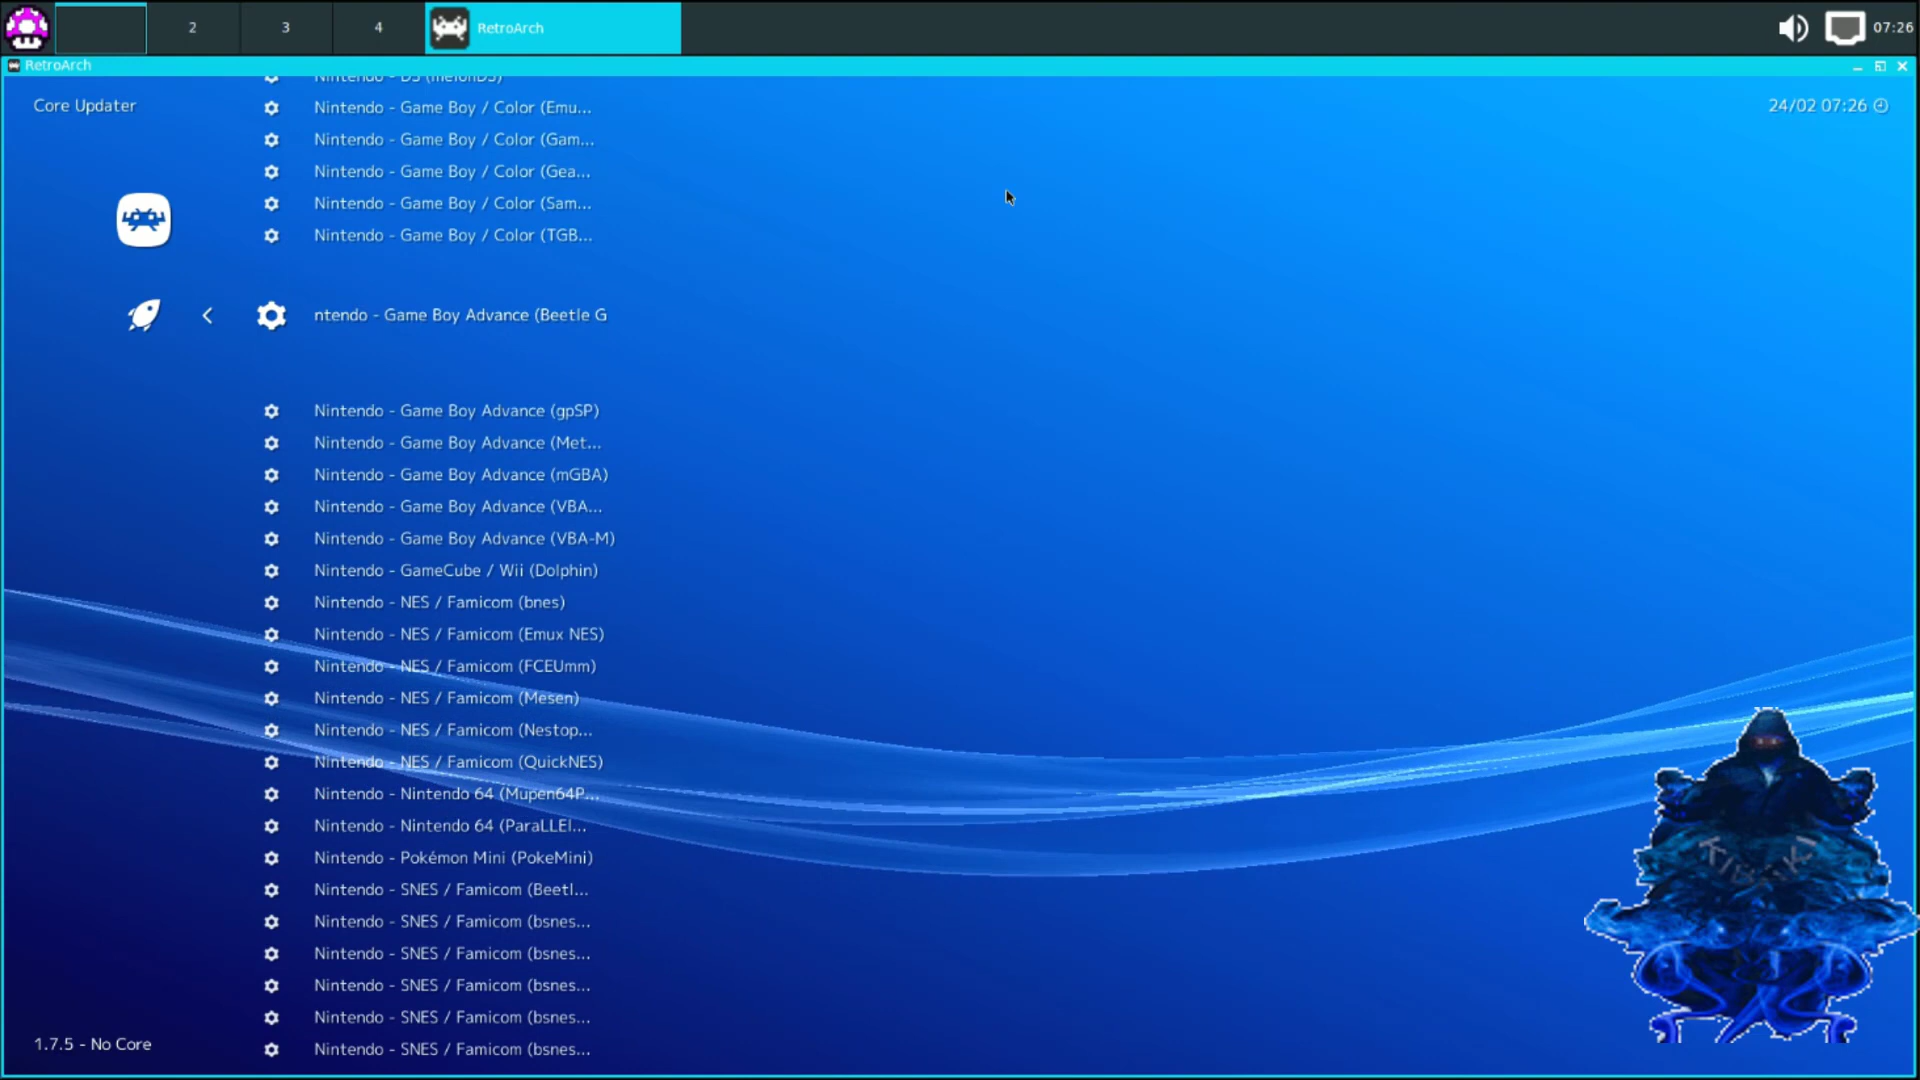 2
3
4
RetroArch
07:26
RetroArch
Nintendo - DS (melonDS)
Core Updater
24/02 07:26
Nintendo - Game Boy / Color (Emu...
Nintendo - Game Boy / Color (Gam...
Nintendo - Game Boy / Color (Gea...
Nintendo - Game Boy / Color (Sam...
Nintendo - Game Boy / Color (TGB...
ntendo - Game Boy Advance (Beetle G
Nintendo - Game Boy Advance (gpSP)
Nintendo - Game Boy Advance (Met...
Nintendo - Game Boy Advance (mGBA)
Nintendo - Game Boy Advance (VBA...
Nintendo - Game Boy Advance (VBA-M)
Nintendo - GameCube / Wii (Dolphin)
Nintendo - NES / Famicom (bnes)
Nintendo - NES / Famicom (Emux NES)
Nintendo - NES / Famicom (FCEUmm)
Nintendo - NES / Famicom (Mesen)
Nintendo - NES / Famicom (Nestop...
Nintendo - NES / Famicom (QuickNES)
Nintendo - Nintendo 64 (Mupen64P...
Nintendo - Nintendo 64 (ParaLLEl...
Nintendo - Pokémon Mini (PokeMini)
Nintendo - SNES / Famicom (Beetl...
Nintendo - SNES / Famicom (bsnes...
Nintendo - SNES / Famicom (bsnes...
Nintendo - SNES / Famicom (bsnes...
Nintendo - SNES / Famicom (bsnes...
Nintendo - SNES / Famicom (bsnes...
1.7.5 - No Core